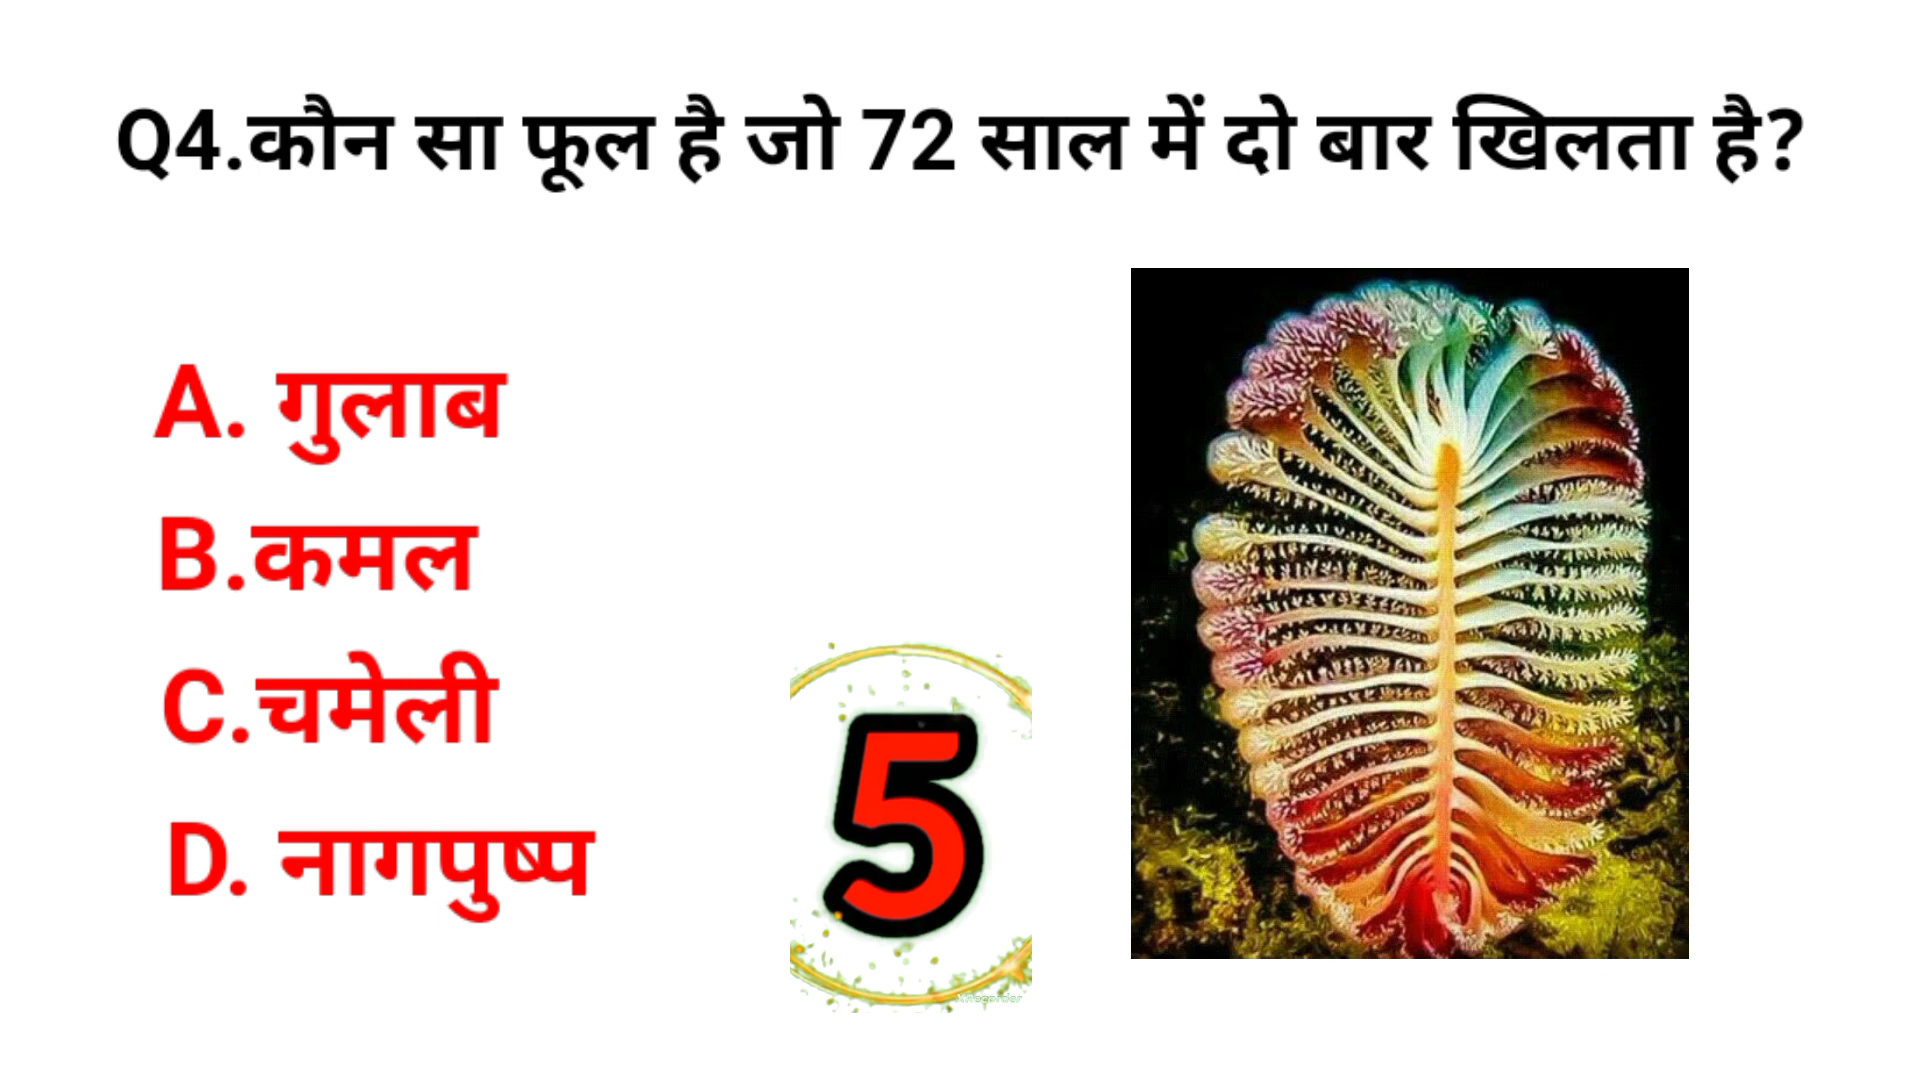 Q4.कौन सा फूल है जो 72 साल में दो बार खिलता है?
A. गुलाब
B.कमल
C.चमेली
D. नागपुष्प
5